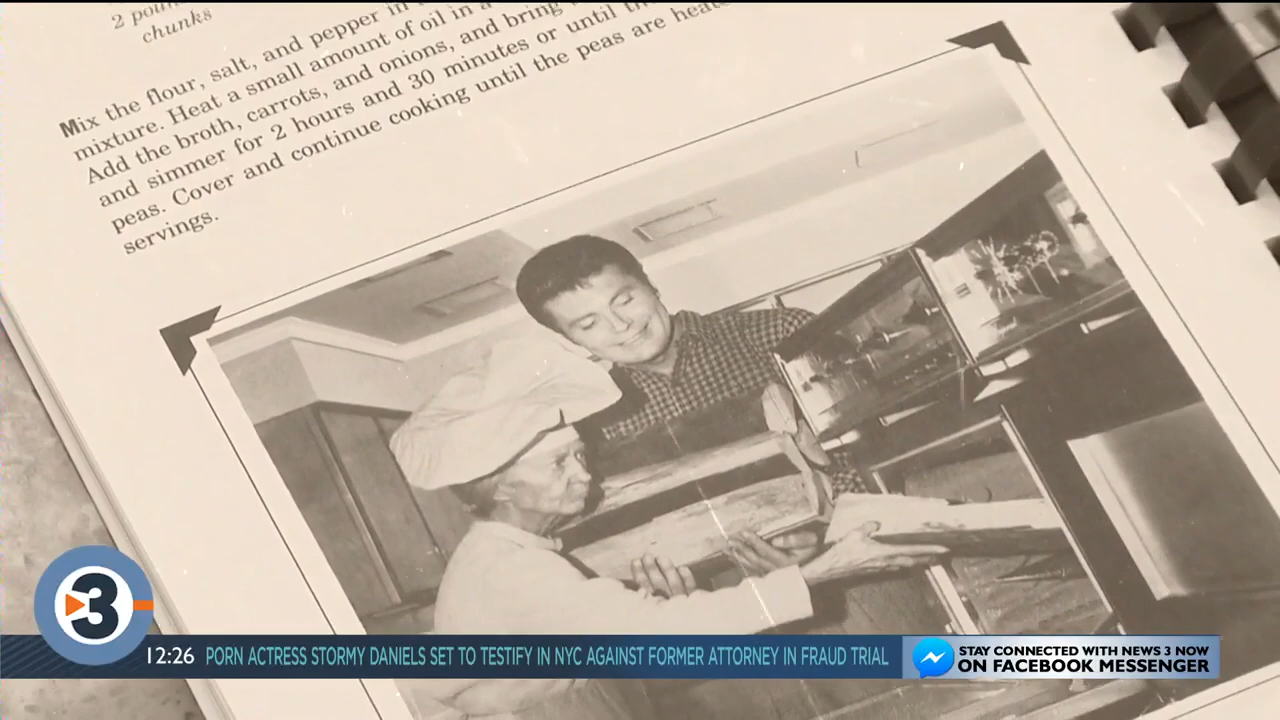 2
chunks
Mix the flour, salt, and pepper in
mixture. Heat a small amount of oil in a
Add the broth, carrots, and onions, and bring
and simmer for 2 hours and 30 minutes or until
peas. Cover and continue cooking until the peas are
servings.
3
12:26 PORN ACTRESS STORMY DANIELS SET TO TESTIFY IN NYC AGAINST FORMER ATTORNEY IN FRAUD TRIAL
STAY CONNECTED WITH NEWS 3 NOW
ON FACEBOOK MESSENGER